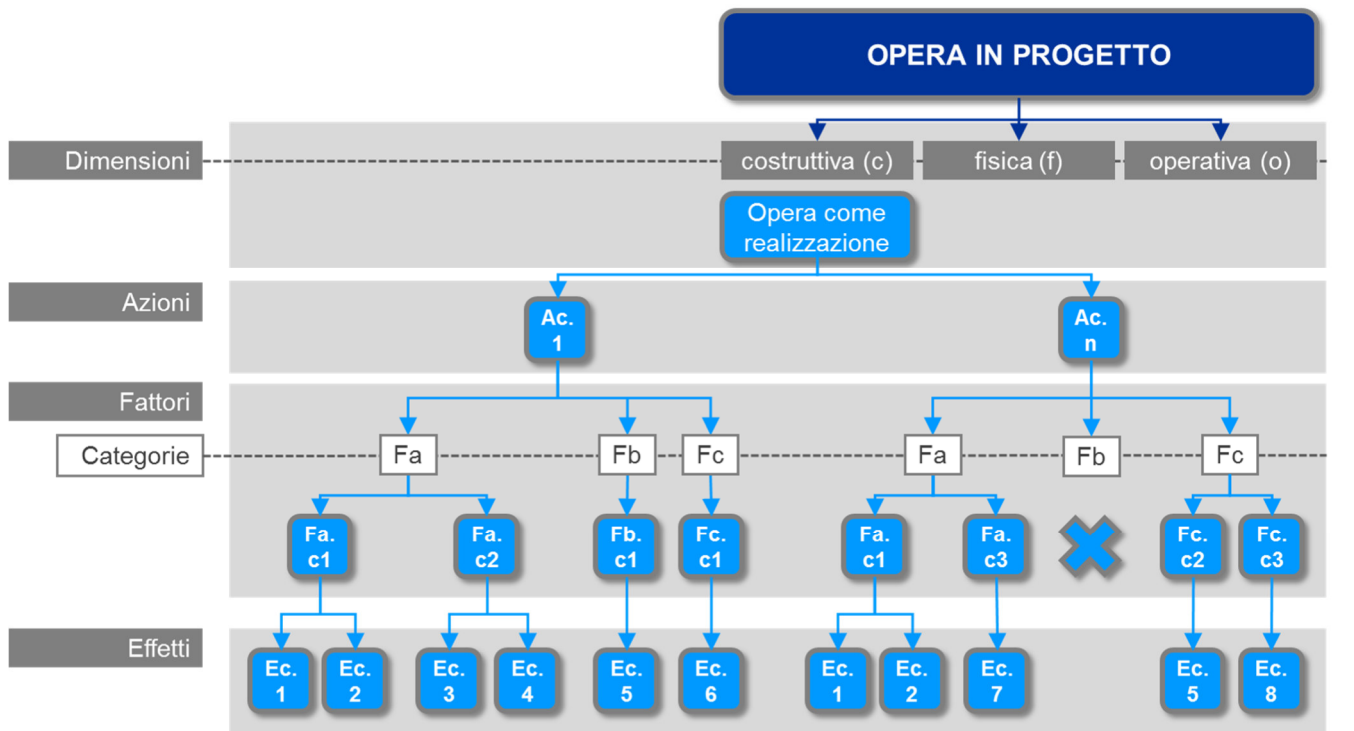 OPERA IN PROGETTO
Dimensioni
costruttiva (c)
fisica (f)
operativa (o)
Opera come
realizzazione
Azioni
Ac.
1
Ac.
n
Fattori
Categorie
Fa
Fb
Fc
Fa
Fb
Fc
Fa.
c1
Fa.
c2
Fb.
c1
Fc.
c1
Fa.
c1
Fa.
c3
Fc.
c2
Fc.
c3
Effetti
Ec.
1
Ec.
2
Ec.
3
Ec.
4
Ec.
5
Ec.
6
Ec.
1
Ec.
2
Ec.
7
Ec.
5
Ec.
8